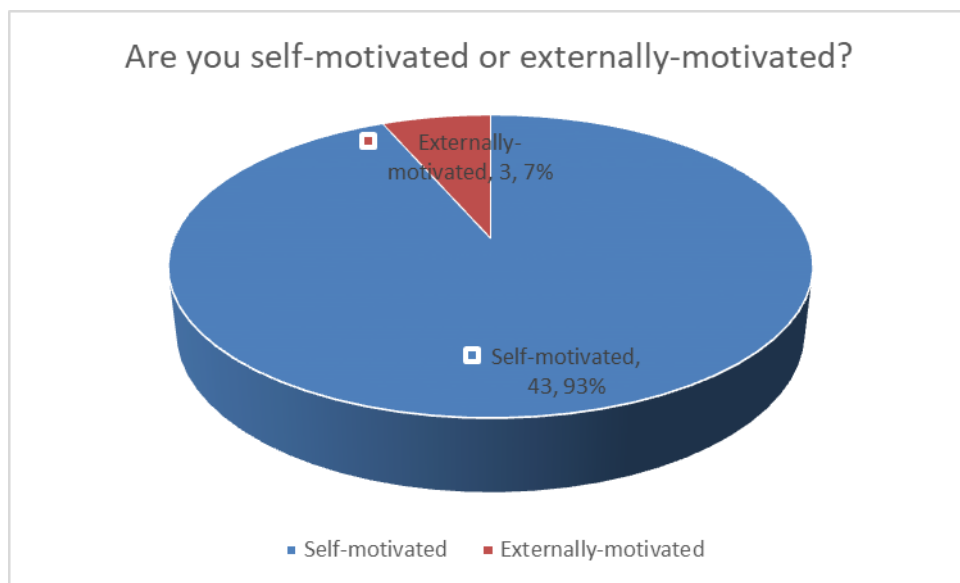 Are you self-motivated or externally-motivated?
Externally-
motivated, 3, 7%
Self-motivated,
43, 93%
Self-motivated
Externally-motivated